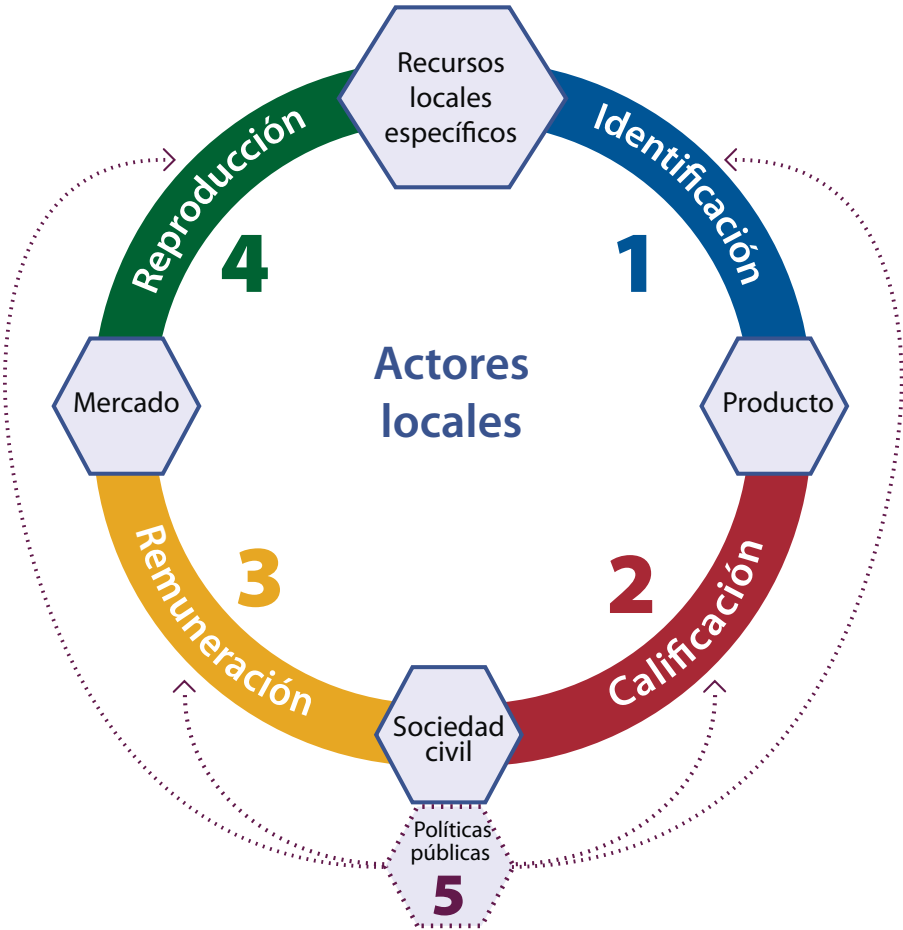 Recursos
locales
específicos
Identificación
1
Producto
Calificación
2
Sociedad
civil
Remuneración
3
Mercado
Reproducción
4
Actores
locales
Políticas
públicas
5